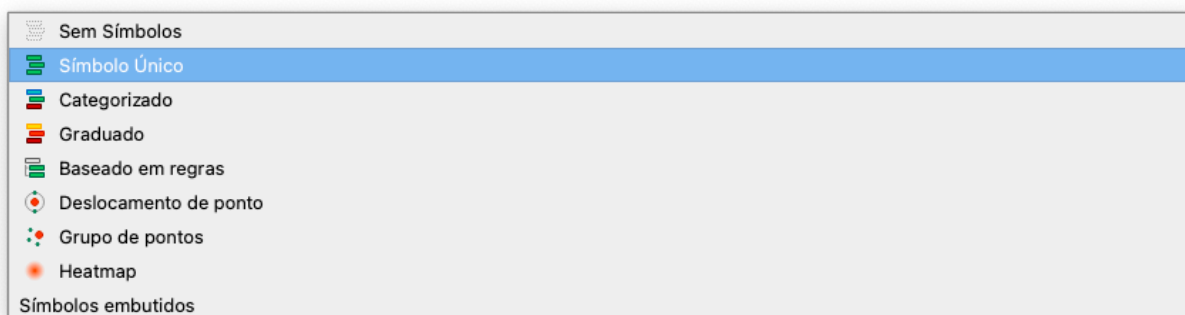 Sem Símbolos
Símbolo Único
Categorizado
Graduado
Baseado em regras
Deslocamento de ponto
Grupo de pontos
Heatmap
Símbolos embutidos